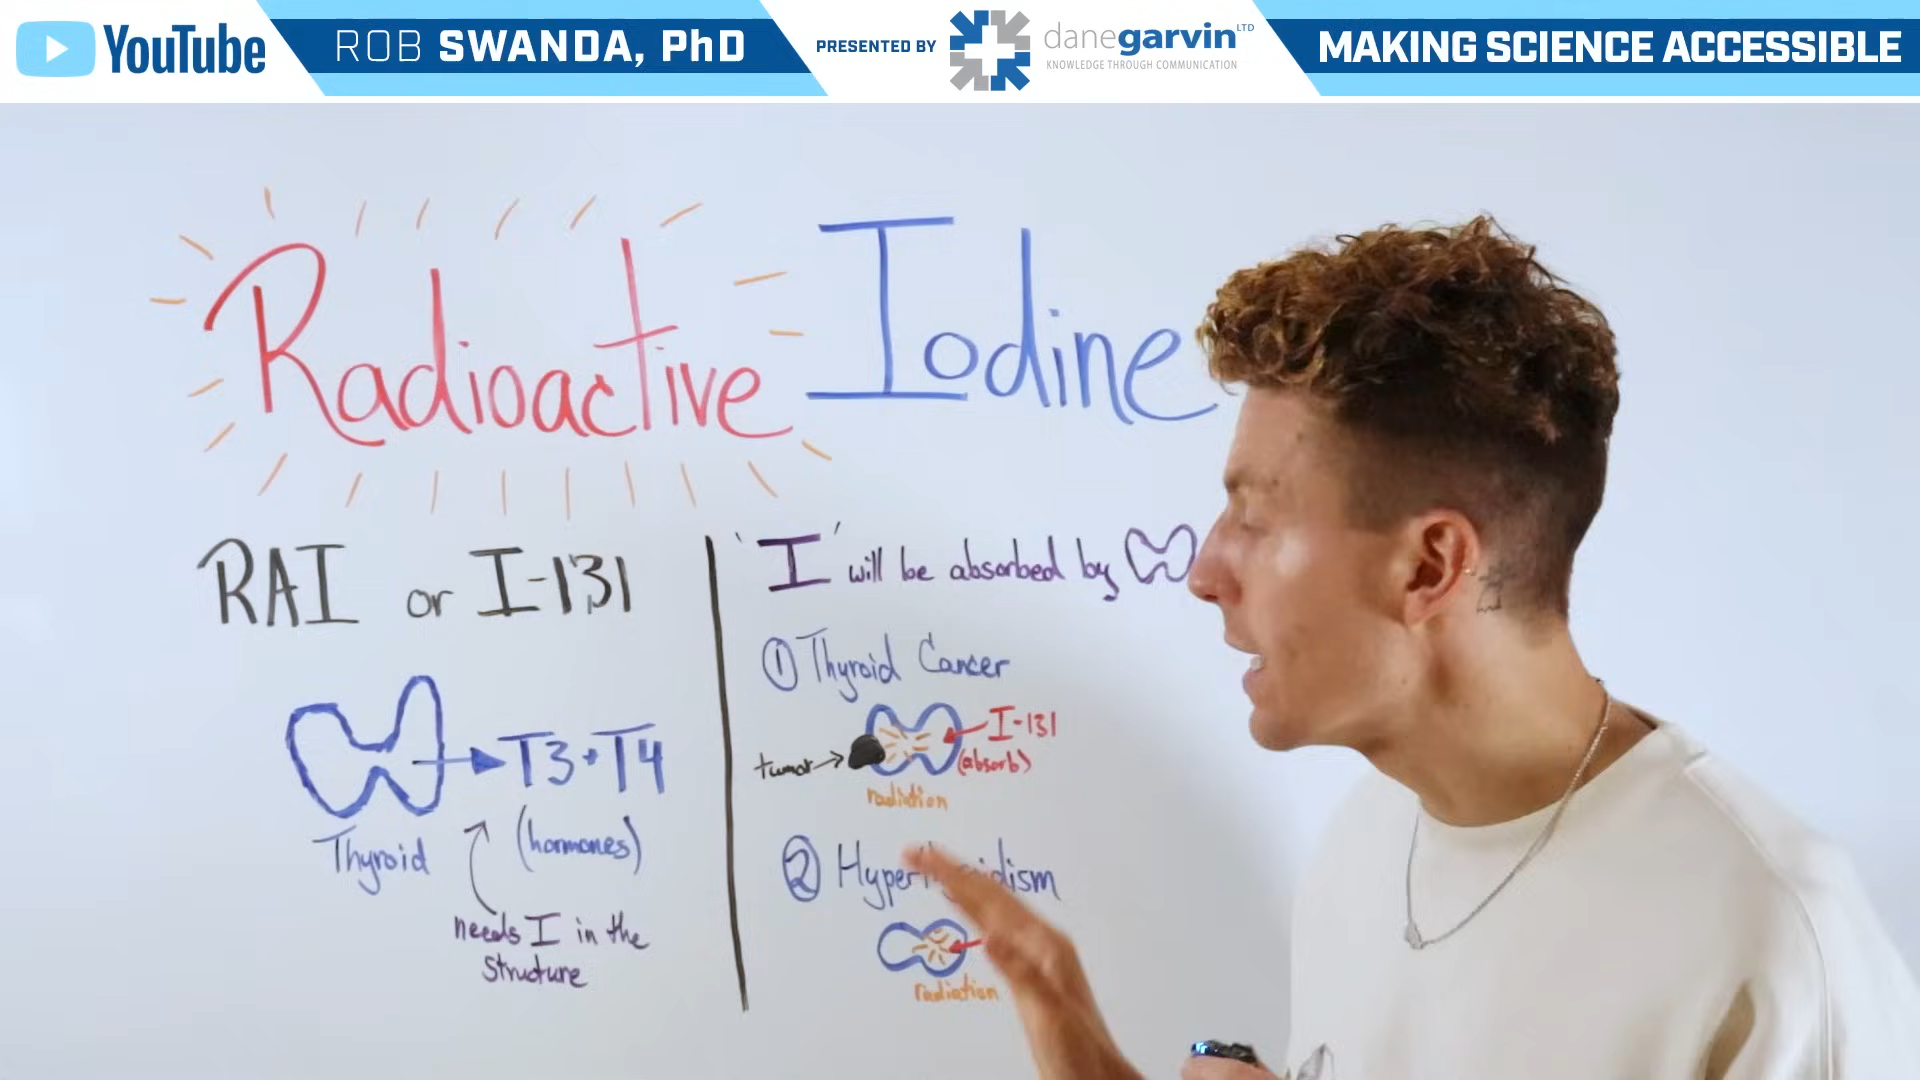 YouTube
ROB SWANDA, PhD
PRESENTED BY
danegarvin LTD
KNOWLEDGE THROUGH COMMUNICATION
MAKING SCIENCE ACCESSIBLE
Radioactive Iodine
RAI or I-131
Thyroid
T3 + T4
(hormones)
needs I in the
structure
"I" will be absorbed by
1 Thyroid Cancer
tumor
I-131
(absorb)
radiation
2 Hyperthyroidism
radiation